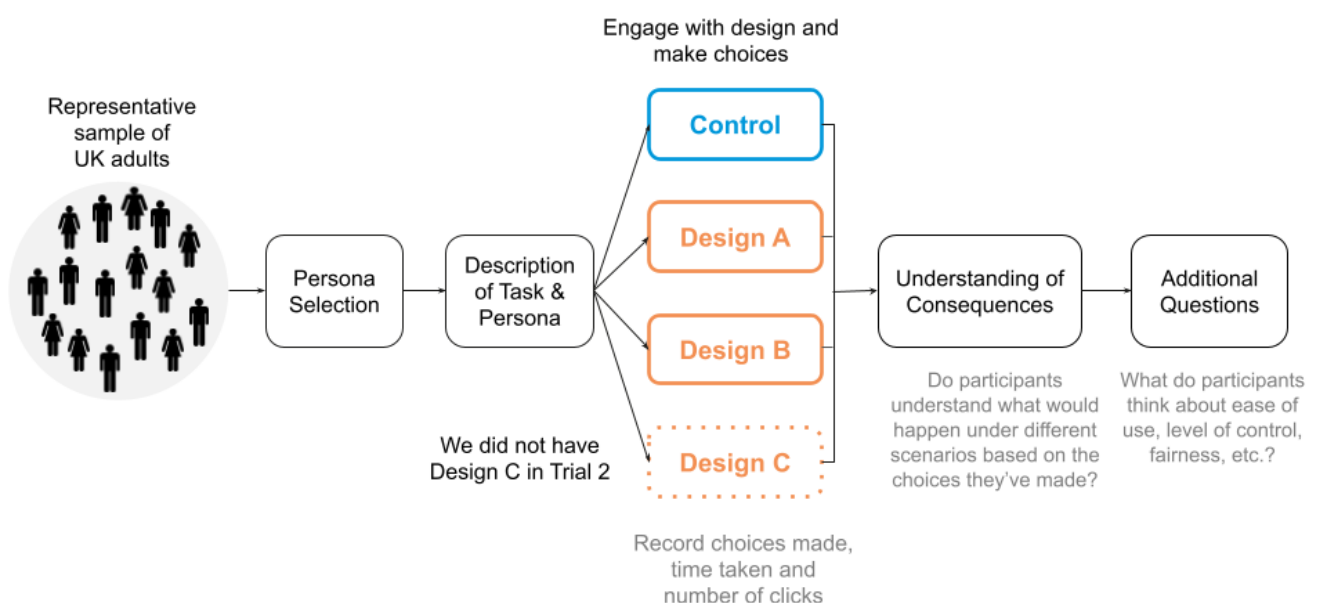 Engage with design and
make choices
Representative
sample of
UK adults
Persona
Selection
Description
of Task &
Persona
Control
Design A
Design B
Design C
We did not have
Design C in Trial 2
Record choices made,
time taken and
number of clicks
Understanding of
Consequences
Do participants
understand what would
happen under different
scenarios based on the
choices they've made?
Additional
Questions
What do participants
think about ease of
use, level of control,
fairness, etc.?